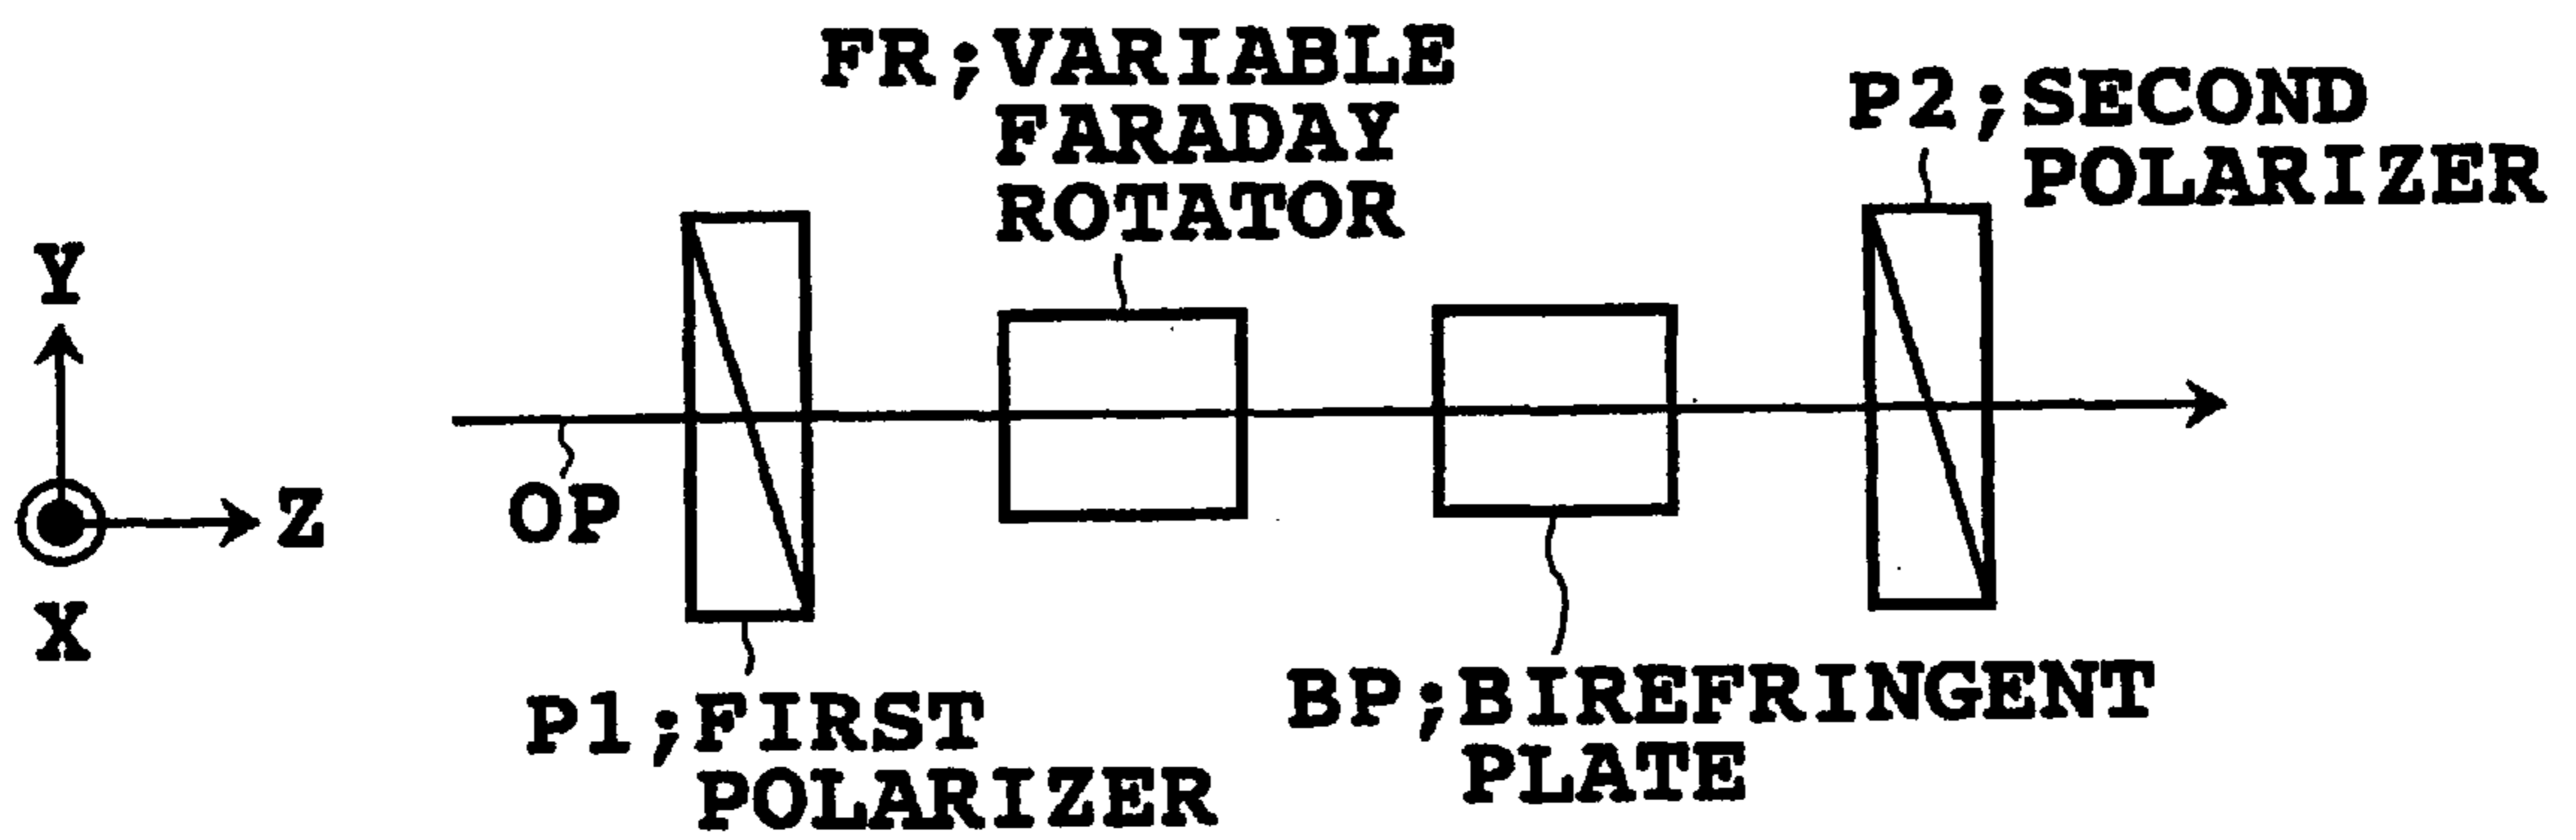 FR;VARIABLE
FARADAY
ROTATOR
P2;SECOND
POLARIZER
Y
Z
X
OP
P1;FIRST
POLARIZER
BP;BIREFRINGENT
PLATE